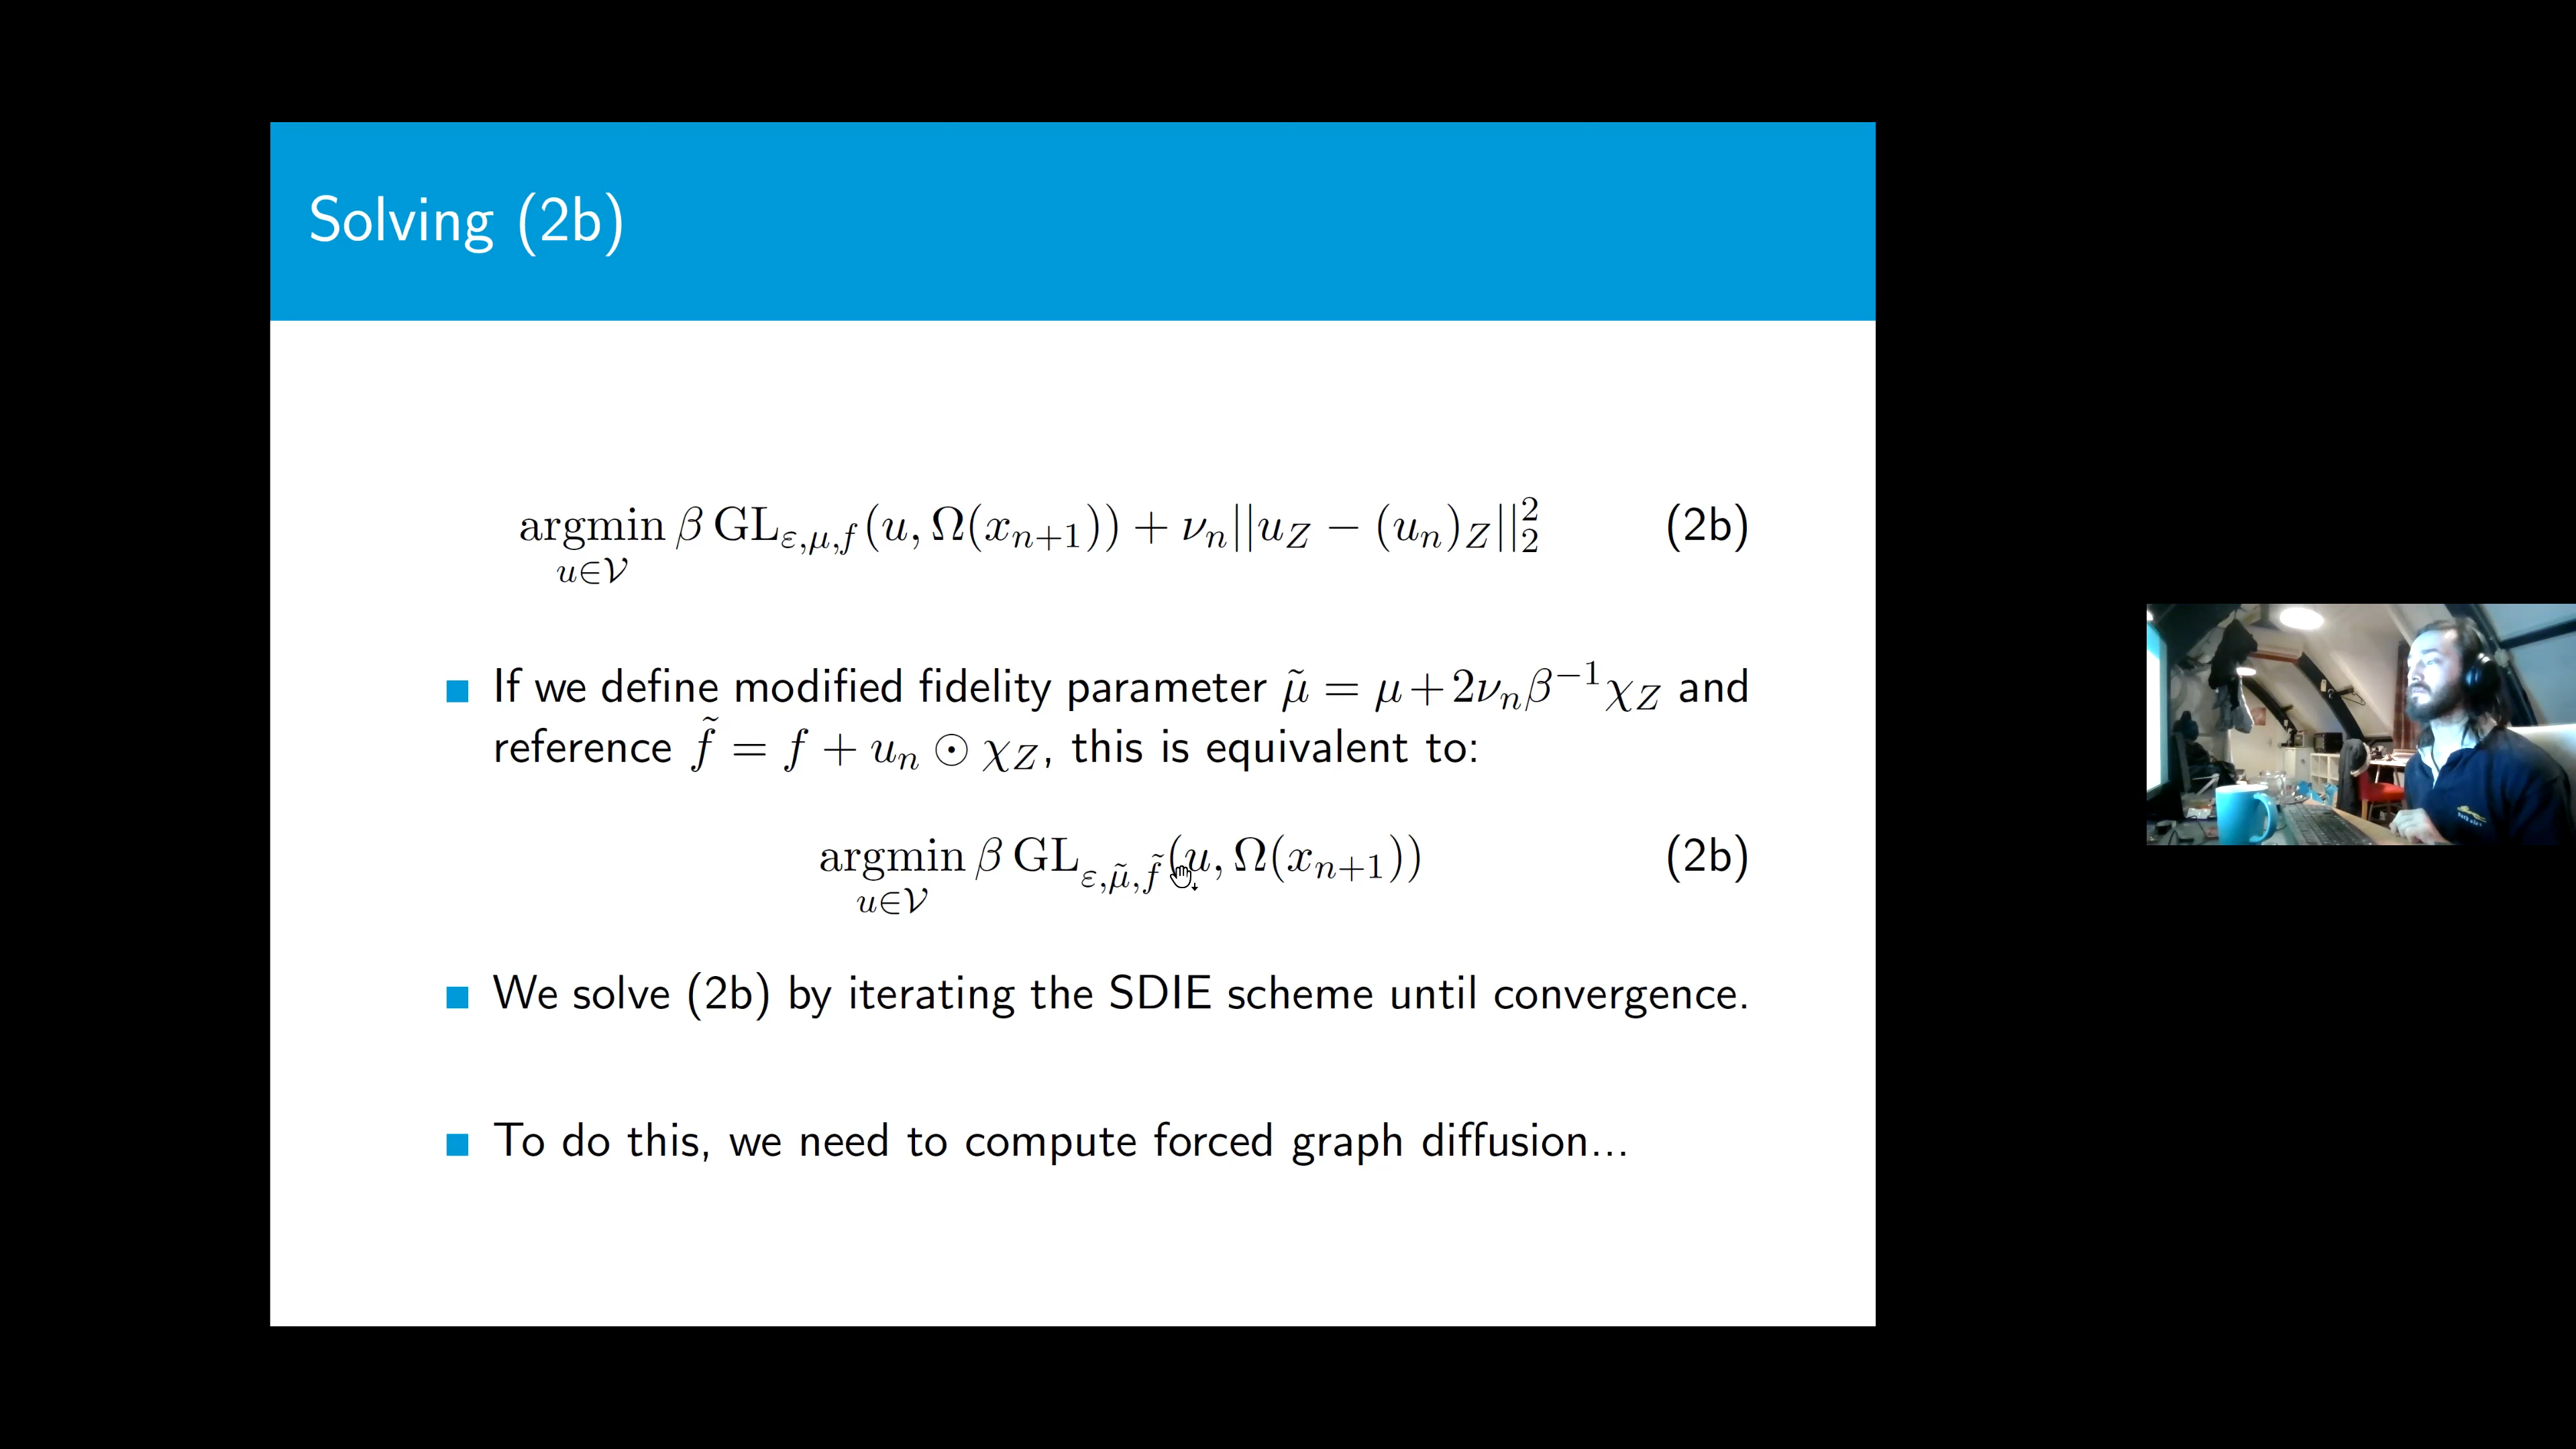 Solving (2b)
argmin β GL_{ε,μ,f}(u, Ω(x_{n+1})) + ν_n||u_Z − (u_n)_Z||_2^2 (2b)
u∈𝒱
If we define modified fidelity parameter μ̃ = μ + 2ν_nβ^{−1}χ_Z and
reference f̃ = f + u_n ⊙ χ_Z, this is equivalent to:
argmin β GL_{ε,μ̃,f̃}(u, Ω(x_{n+1})) (2b)
u∈𝒱
We solve (2b) by iterating the SDIE scheme until convergence.
To do this, we need to compute forced graph diffusion...